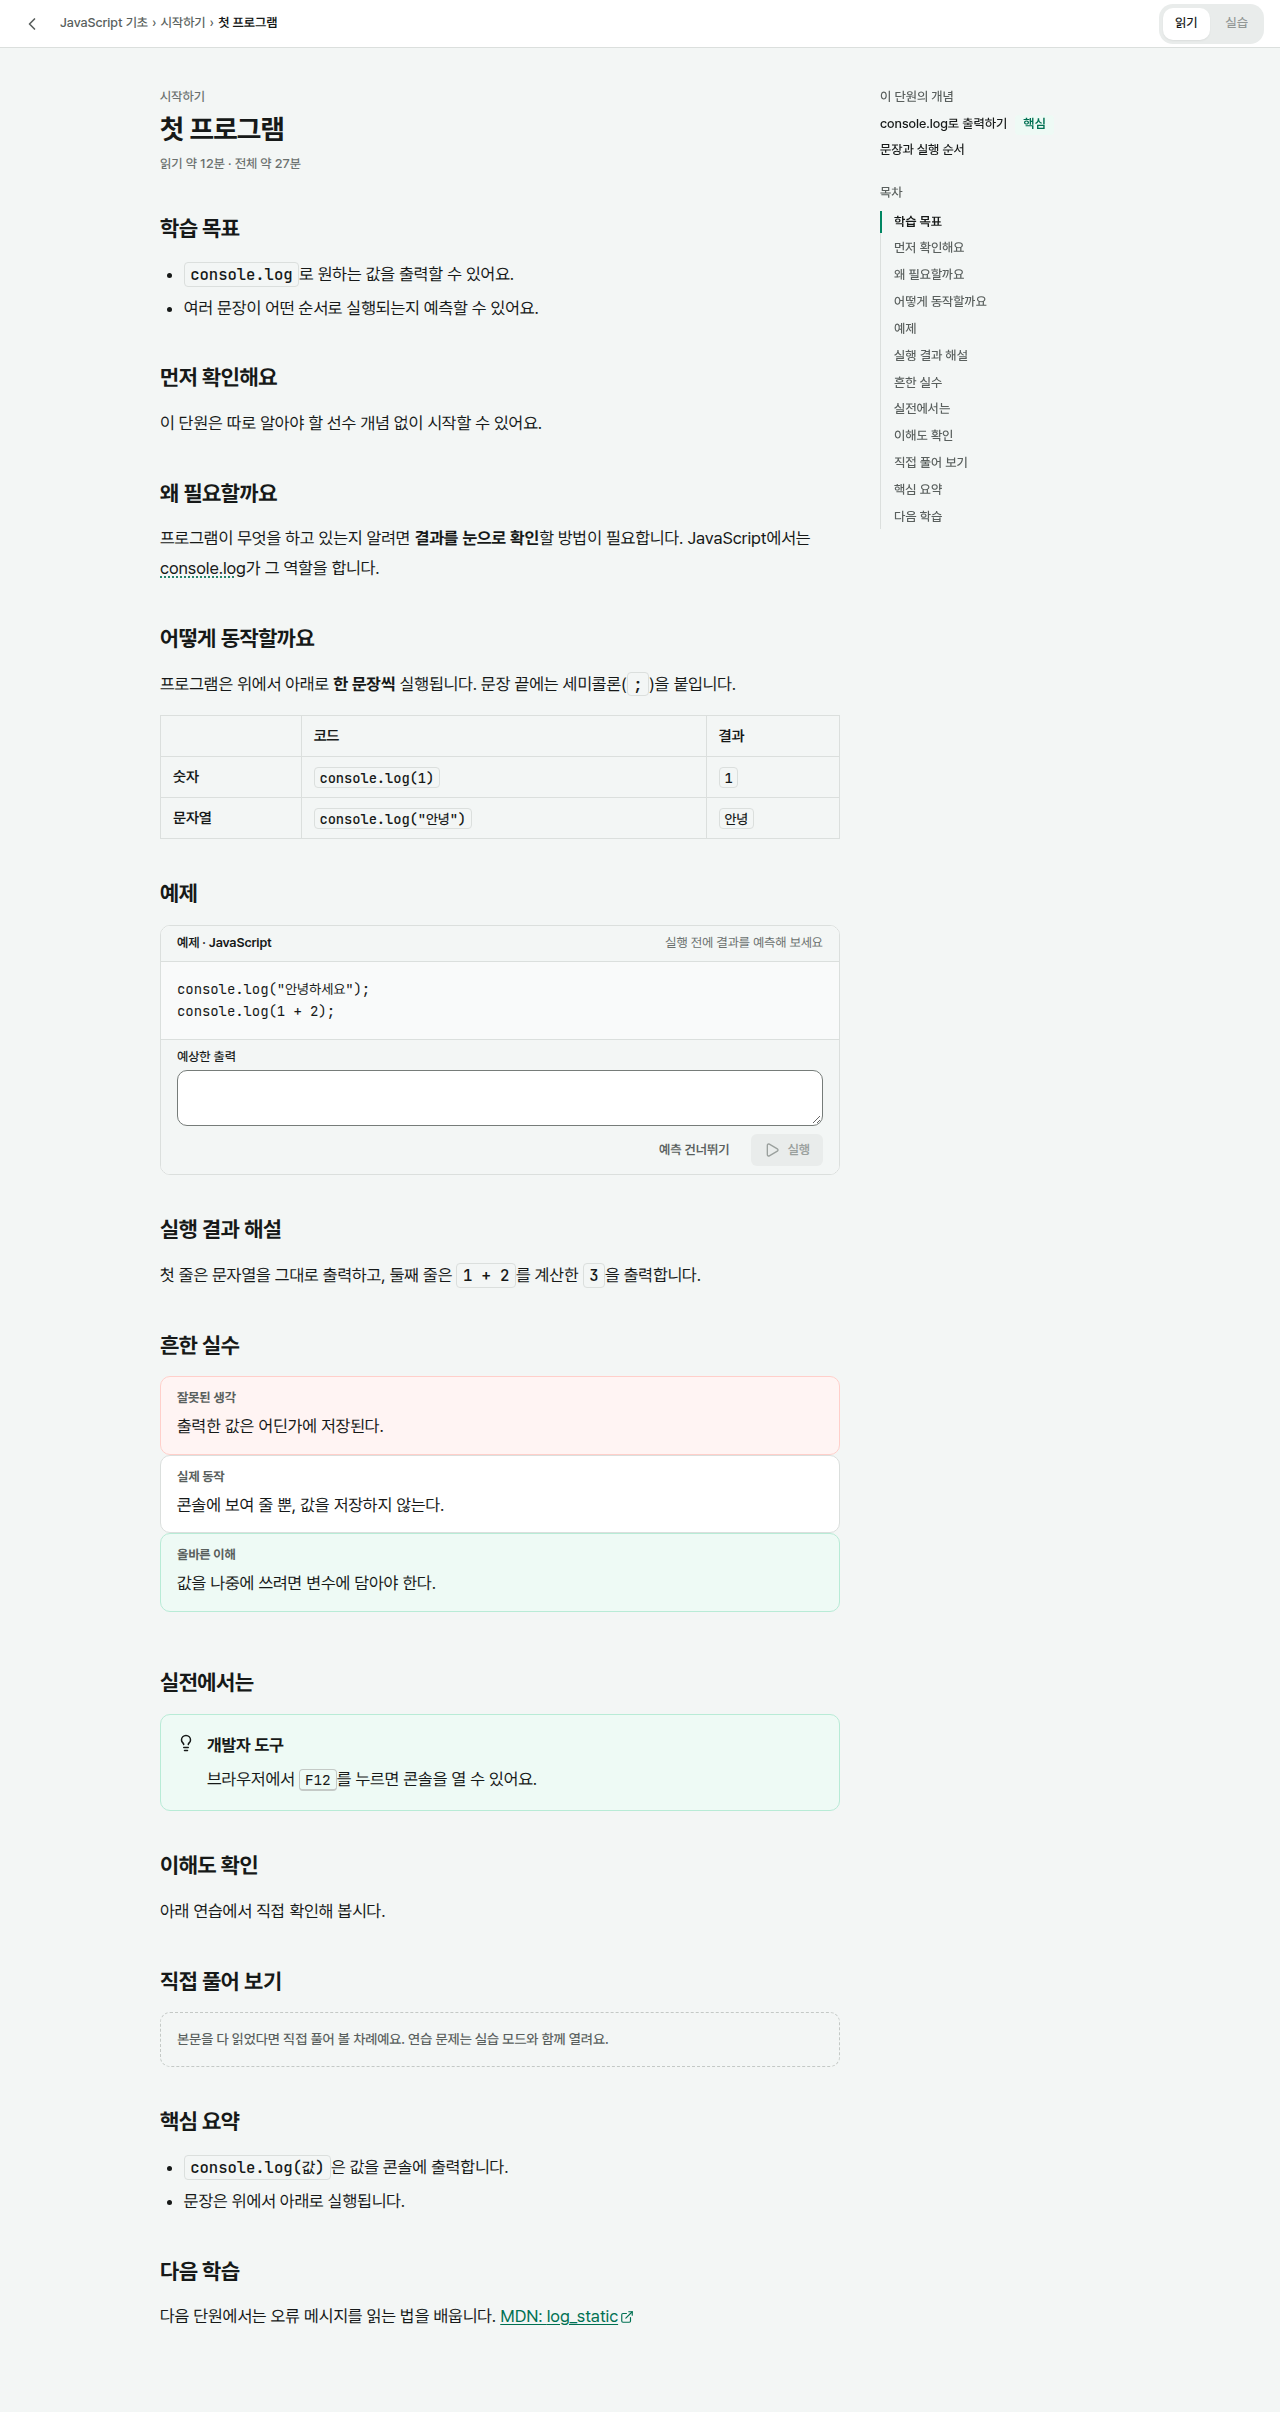 JavaScript 기초 › 시작하기 › 첫 프로그램
읽기 실습
시작하기
첫 프로그램
읽기 약 12분 · 전체 약 27분
학습 목표
console.log로 원하는 값을 출력할 수 있어요.
여러 문장이 어떤 순서로 실행되는지 예측할 수 있어요.
먼저 확인해요
이 단원은 따로 알아야 할 선수 개념 없이 시작할 수 있어요.
왜 필요할까요
프로그램이 무엇을 하고 있는지 알려면 결과를 눈으로 확인할 방법이 필요합니다. JavaScript에서는
console.log가 그 역할을 합니다.
어떻게 동작할까요
프로그램은 위에서 아래로 한 문장씩 실행됩니다. 문장 끝에는 세미콜론(;)을 붙입니다.
코드 결과
숫자 console.log(1) 1
문자열 console.log("안녕") 안녕
예제
예제 · JavaScript 실행 전에 결과를 예측해 보세요
console.log("안녕하세요");
console.log(1 + 2);
예상한 출력
예측 건너뛰기 실행
실행 결과 해설
첫 줄은 문자열을 그대로 출력하고, 둘째 줄은 1 + 2를 계산한 3을 출력합니다.
흔한 실수
잘못된 생각
출력한 값은 어딘가에 저장된다.
실제 동작
콘솔에 보여 줄 뿐, 값을 저장하지 않는다.
올바른 이해
값을 나중에 쓰려면 변수에 담아야 한다.
실전에서는
개발자 도구
브라우저에서 F12를 누르면 콘솔을 열 수 있어요.
이해도 확인
아래 연습에서 직접 확인해 봅시다.
직접 풀어 보기
본문을 다 읽었다면 직접 풀어 볼 차례예요. 연습 문제는 실습 모드와 함께 열려요.
핵심 요약
console.log(값)은 값을 콘솔에 출력합니다.
문장은 위에서 아래로 실행됩니다.
다음 학습
다음 단원에서는 오류 메시지를 읽는 법을 배웁니다. MDN: log_static
이 단원의 개념
console.log로 출력하기 핵심
문장과 실행 순서
목차
학습 목표
먼저 확인해요
왜 필요할까요
어떻게 동작할까요
예제
실행 결과 해설
흔한 실수
실전에서는
이해도 확인
직접 풀어 보기
핵심 요약
다음 학습